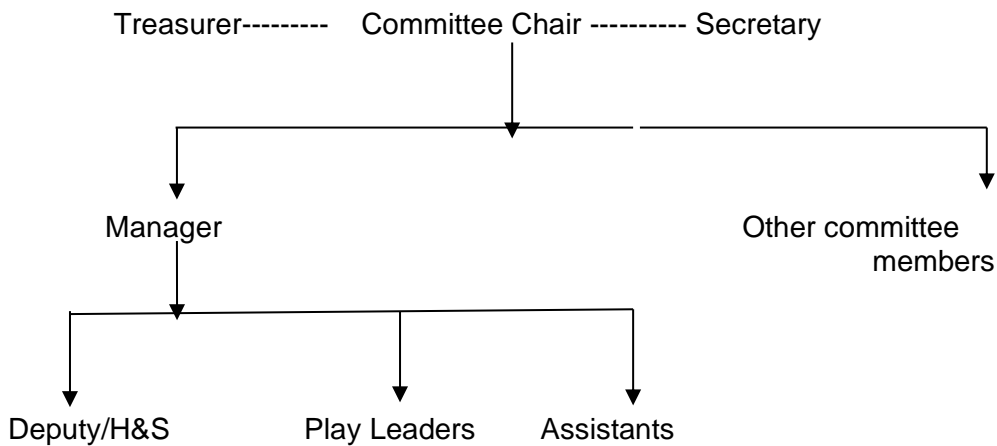 Treasurer--------- Committee Chair ---------- Secretary
Manager
Other committee
members
Deputy/H&S
Play Leaders
Assistants